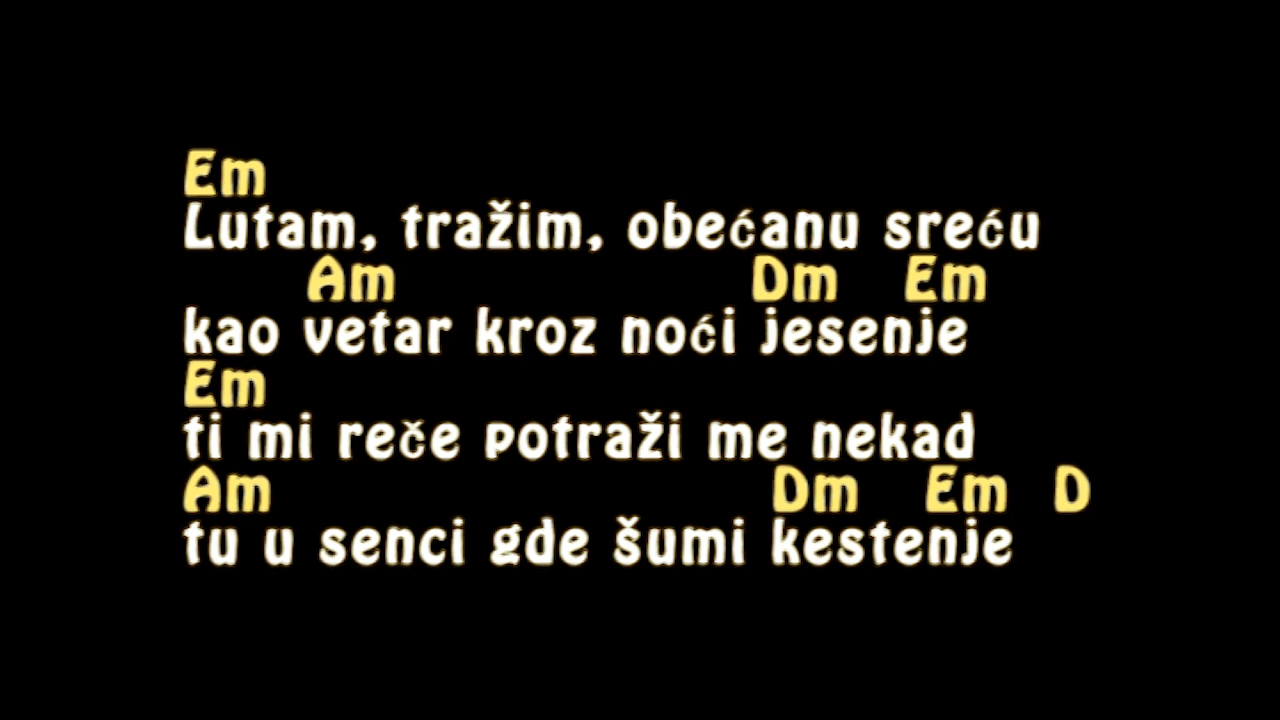 Em
Lutam, tražim, obećanu sreću
Am Dm Em
kao vetar kroz noći jesenje
Em
ti mi reče potraži me nekad
Am Dm Em D
tu u senci gde šumi kestenje